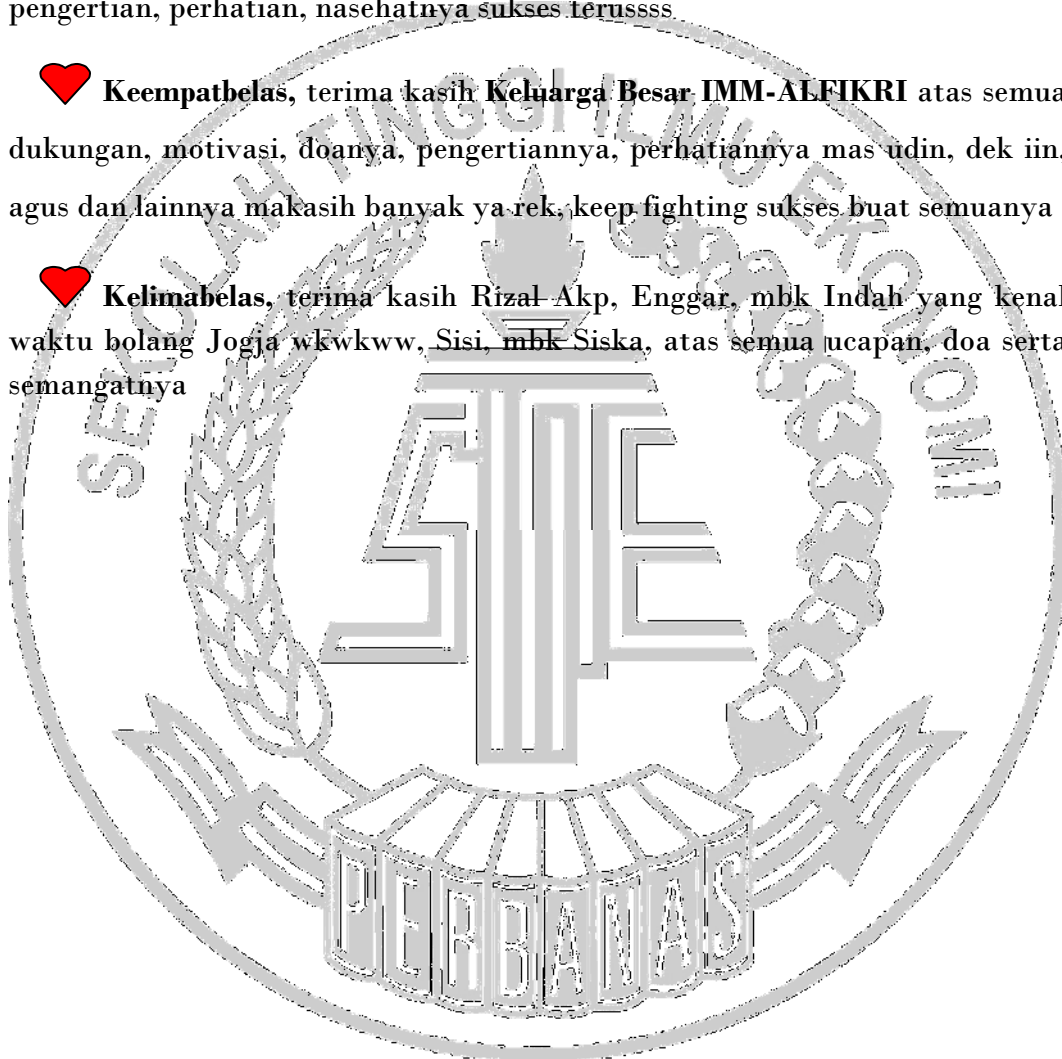 pengertian, perhatian, nasehatnya sukses terussss
Keempatbelas, terima kasih Keluarga Besar IMM-ALFIKRI atas semua
dukungan, motivasi, doanya, pengertiannya, perhatiannya mas udin, dek iin,
agus dan lainnya makasih banyak ya rek, keep fighting sukses buat semuanya
Kelimabelas, terima kasih Rizal Akp, Enggar, mbk Indah yang kenal
waktu bolang Jogja wkwkww, Sisi, mbk Siska, atas semua ucapan, doa serta
semangatnya
SEKOLAH TINGGI ILMU EKONOMI
STIE
PERBANAS